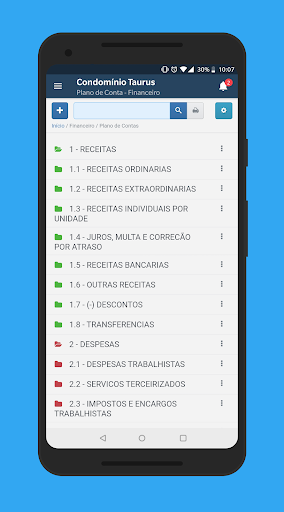 30% 10:07
Condomínio Taurus
Plano de Conta - Financeiro
2
Início / Financeiro / Plano de Contas
1 - RECEITAS
1.1 - RECEITAS ORDINARIAS
1.2 - RECEITAS EXTRAORDINARIAS
1.3 - RECEITAS INDIVIDUAIS POR
UNIDADE
1.4 - JUROS, MULTA E CORRECÃO
POR ATRASO
1.5 - RECEITAS BANCARIAS
1.6 - OUTRAS RECEITAS
1.7 - (-) DESCONTOS
1.8 - TRANSFERENCIAS
2 - DESPESAS
2.1 - DESPESAS TRABALHISTAS
2.2 - SERVICOS TERCEIRIZADOS
2.3 - IMPOSTOS E ENCARGOS
TRABALHISTAS